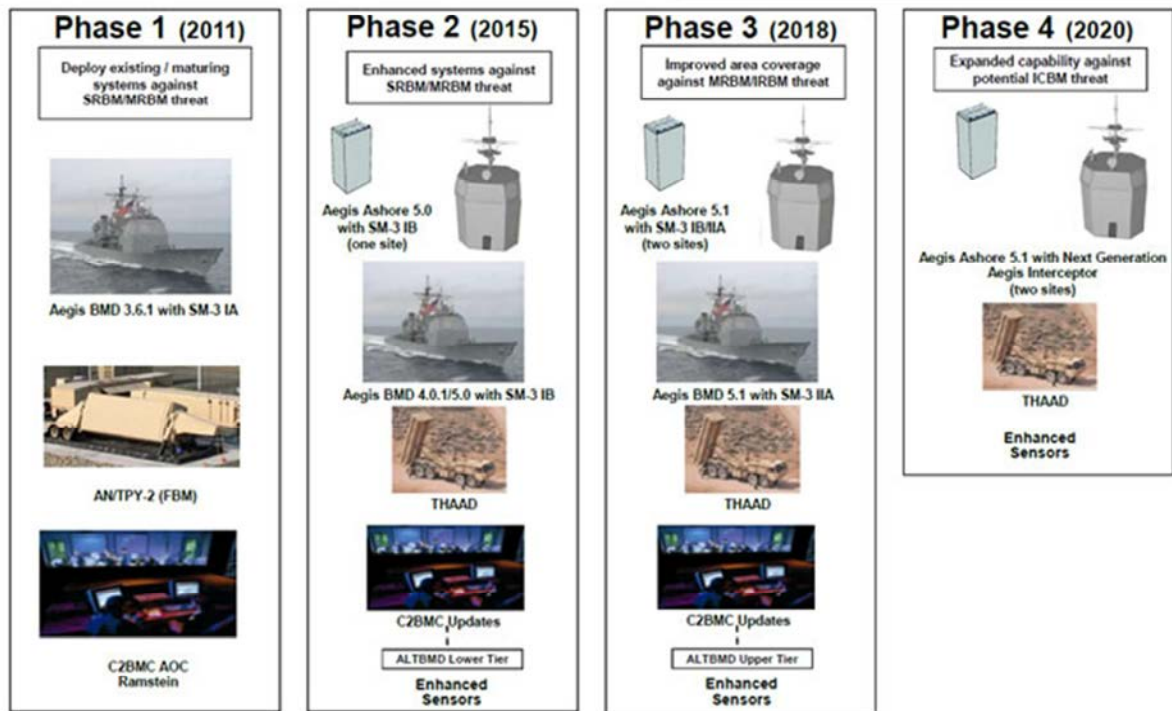 Phase 1 (2011)
Deploy existing / maturing
systems against
SRBM/MRBM threat
Aegis BMD 3.6.1 with SM-3 IA
AN/TPY-2 (FBM)
C2BMC AOC
Ramstein
Phase 2 (2015)
Enhanced systems against
SRBM/MRBM threat
Aegis Ashore 5.0
with SM-3 IB
(one site)
Aegis BMD 4.0.1/5.0 with SM-3 IB
THAAD
C2BMC Updates
ALTBMD Lower Tier
Enhanced
Sensors
Phase 3 (2018)
Improved area coverage
against MRBM/IRBM threat
Aegis Ashore 5.1
with SM-3 IB/IIA
(two sites)
Aegis BMD 5.1 with SM-3 IIA
THAAD
C2BMC Updates
ALTBMD Upper Tier
Enhanced
Sensors
Phase 4 (2020)
Expanded capability against
potential ICBM threat
Aegis Ashore 5.1 with Next Generation
Aegis Interceptor
(two sites)
THAAD
Enhanced
Sensors